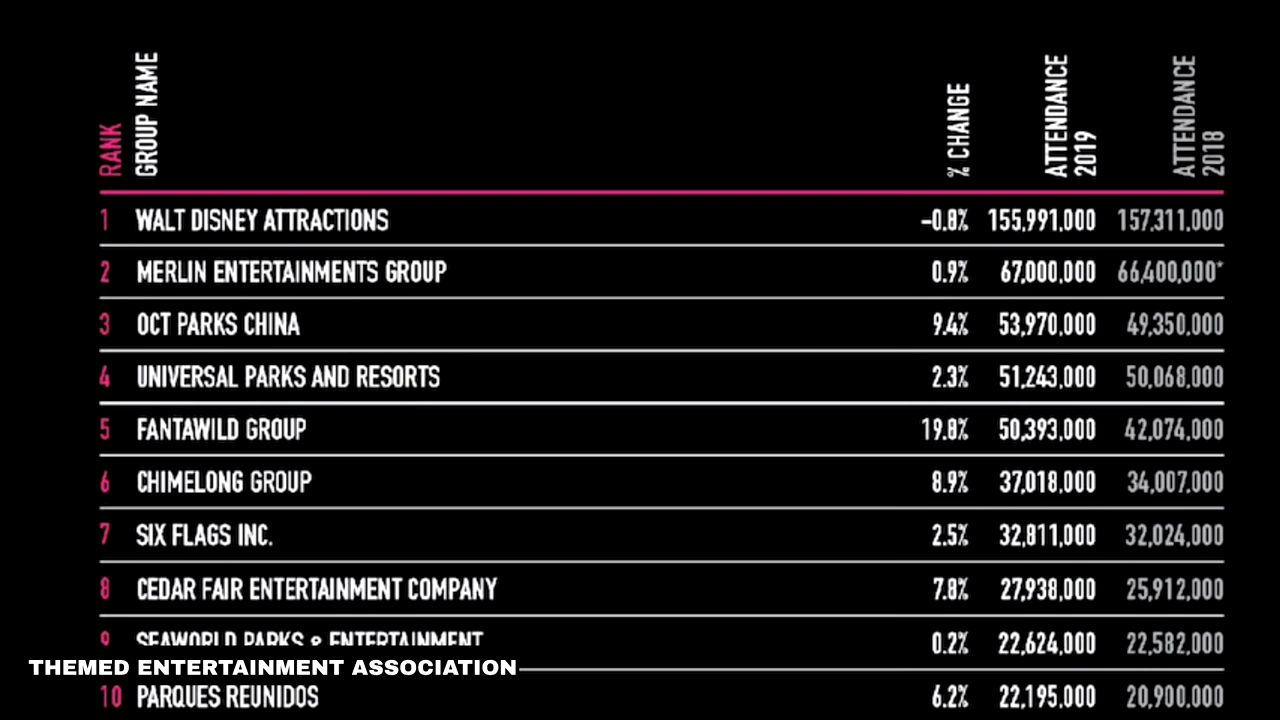 RANK GROUP NAME % CHANGE ATTENDANCE 2019 ATTENDANCE 2018
1 WALT DISNEY ATTRACTIONS -0.8% 155,991,000 157,311,000
2 MERLIN ENTERTAINMENTS GROUP 0.9% 67,000,000 66,400,000*
3 OCT PARKS CHINA 9.4% 53,970,000 49,350,000
4 UNIVERSAL PARKS AND RESORTS 2.3% 51,243,000 50,068,000
5 FANTAWILD GROUP 19.8% 50,393,000 42,074,000
6 CHIMELONG GROUP 8.9% 37,018,000 34,007,000
7 SIX FLAGS INC. 2.5% 32,811,000 32,024,000
8 CEDAR FAIR ENTERTAINMENT COMPANY 7.8% 27,938,000 25,912,000
9 SEAWORLD PARKS & ENTERTAINMENT 0.2% 22,624,000 22,582,000
THEMED ENTERTAINMENT ASSOCIATION
10 PARQUES REUNIDOS 6.2% 22,195,000 20,900,000